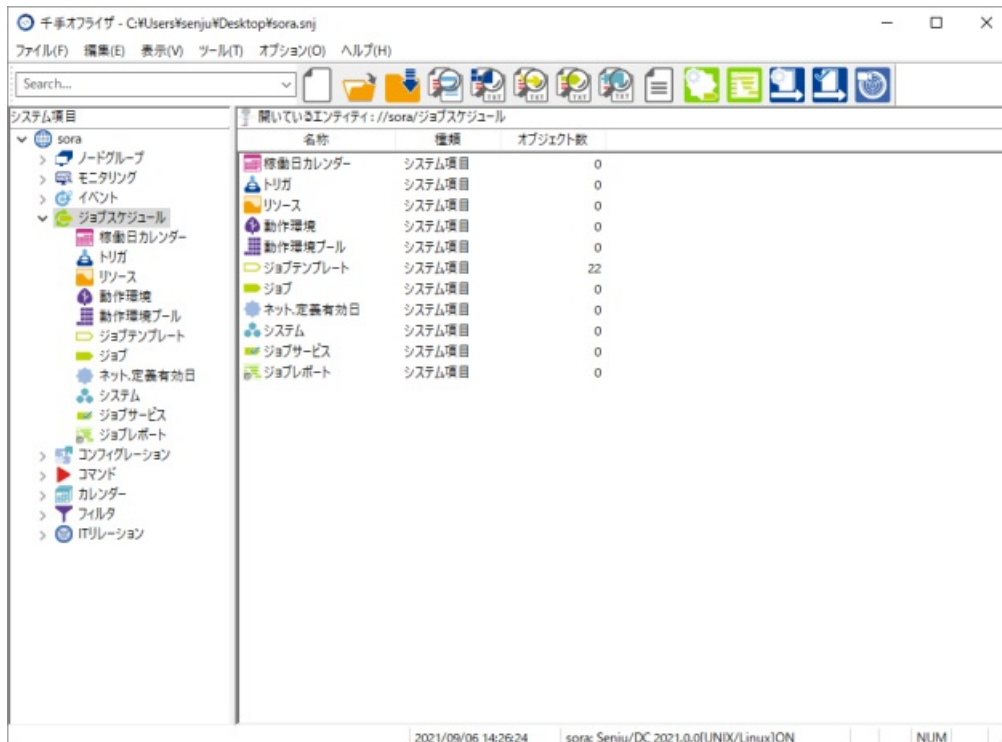 千手オフライザ - C:¥Users¥senju¥Desktop¥sora.snj
ファイル(F) 編集(E) 表示(V) ツール(T) オプション(O) ヘルプ(H)
Search...
TXT TXT TXT TXT
システム項目
sora
ノードグループ
モニタリング
イベント
ジョブスケジュール
稼働日カレンダー
トリガ
リソース
動作環境
動作環境プール
ジョブテンプレート
ジョブ
ネット.定義有効日
システム
ジョブサービス
ジョブレポート
コンフィグレーション
コマンド
カレンダー
フィルタ
ITリレーション
開いているエンティティ : //sora/ジョブスケジュール
名称 種類 オブジェクト数
稼働日カレンダー システム項目 0
トリガ システム項目 0
リソース システム項目 0
動作環境 システム項目 0
動作環境プール システム項目 0
ジョブテンプレート システム項目 22
ジョブ システム項目 0
ネット.定義有効日 システム項目 0
システム システム項目 0
ジョブサービス システム項目 0
ジョブレポート システム項目 0
2021/09/06 14:26:24 sora: Senju/DC 2021.0.0[UNIX/Linux]ON NUM